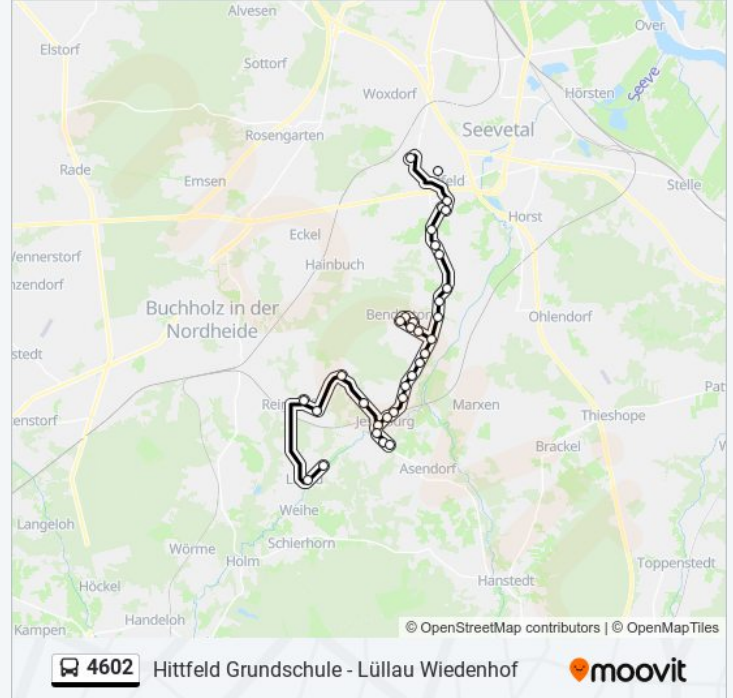 Alvesen
Over
Elstorf
Sottorf
Woxdorf
Hörsten
Seeve
Rosengarten
Seevetal
Rade
Emsen
Stelle
Horst
Eckel
Hainbuch
Buchholz in der
Nordheide
Ohlendorf
Marxen
Thieshope
Brackel
Asendorf
Weihe
Langeloh
Schierhorn
Wörme
Holm
Toppenstedt
Höckel
Hanstedt
Handeloh
Kampen
© OpenStreetMap contributors | © OpenMapTiles
4602 Hittfeld Grundschule - Lüllau Wiedenhof moovit